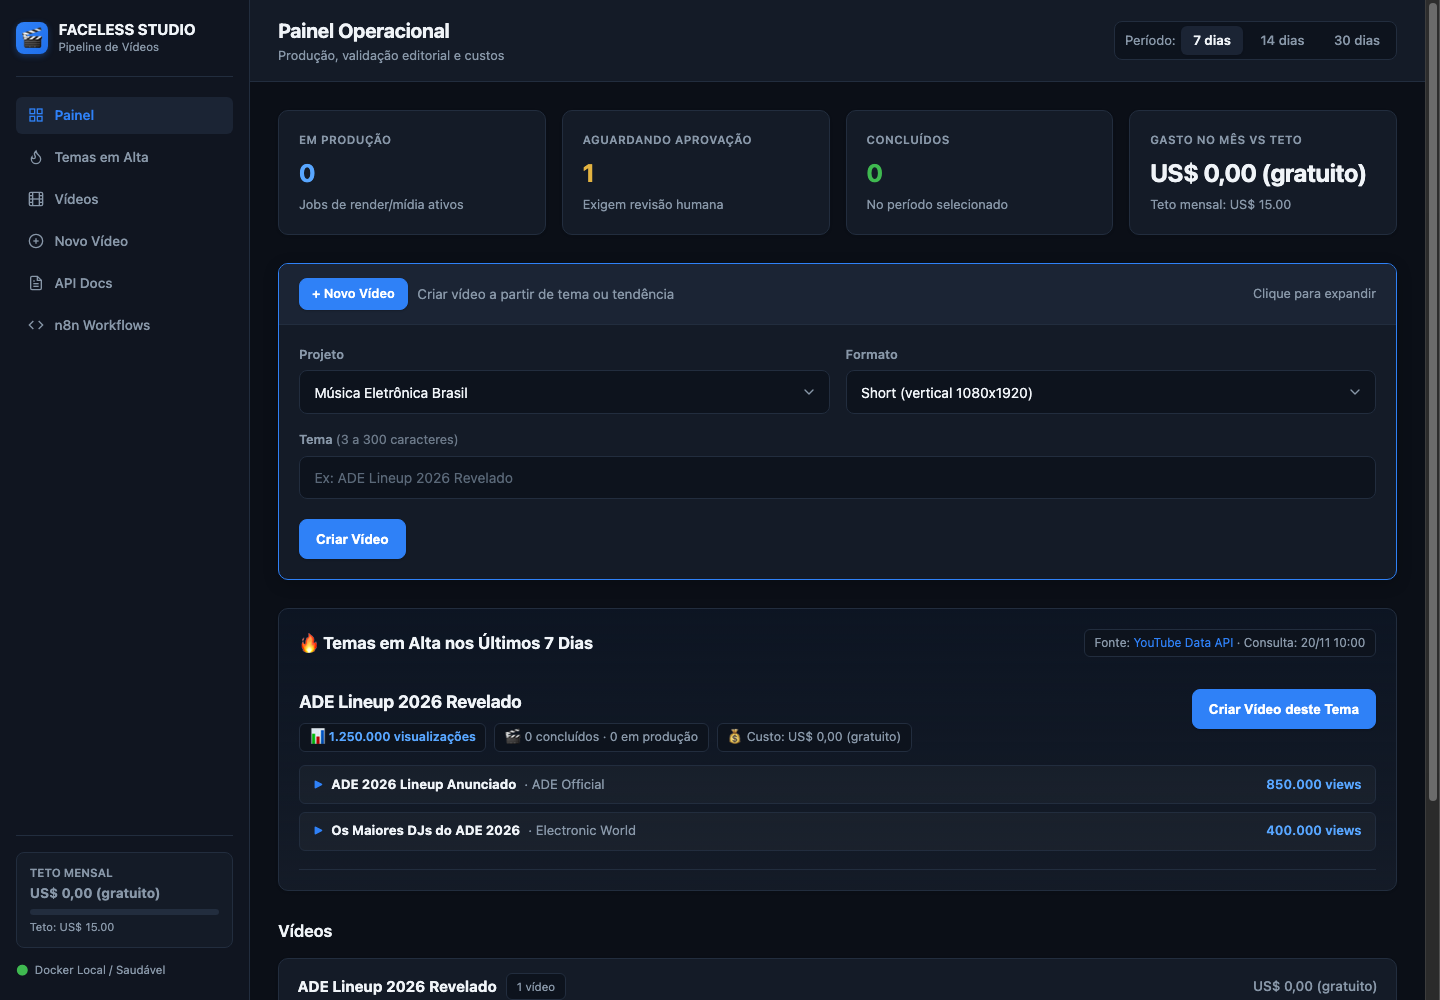 FACELESS STUDIO
Pipeline de Vídeos
Painel
Temas em Alta
Vídeos
Novo Vídeo
API Docs
n8n Workflows
TETO MENSAL
US$ 0,00 (gratuito)
Teto: US$ 15.00
Docker Local / Saudável
Painel Operacional
Produção, validação editorial e custos
Período: 7 dias 14 dias 30 dias
EM PRODUÇÃO
0
Jobs de render/mídia ativos
AGUARDANDO APROVAÇÃO
1
Exigem revisão humana
CONCLUÍDOS
0
No período selecionado
GASTO NO MÊS VS TETO
US$ 0,00 (gratuito)
Teto mensal: US$ 15.00
+ Novo Vídeo Criar vídeo a partir de tema ou tendência Clique para expandir
Projeto
Música Eletrônica Brasil
Formato
Short (vertical 1080x1920)
Tema (3 a 300 caracteres)
Ex: ADE Lineup 2026 Revelado
Criar Vídeo
🔥 Temas em Alta nos Últimos 7 Dias
Fonte: YouTube Data API · Consulta: 20/11 10:00
ADE Lineup 2026 Revelado
Criar Vídeo deste Tema
📊 1.250.000 visualizações
🎬 0 concluídos · 0 em produção
💰 Custo: US$ 0,00 (gratuito)
▶ ADE 2026 Lineup Anunciado · ADE Official 850.000 views
▶ Os Maiores DJs do ADE 2026 · Electronic World 400.000 views
Vídeos
ADE Lineup 2026 Revelado 1 vídeo US$ 0,00 (gratuito)